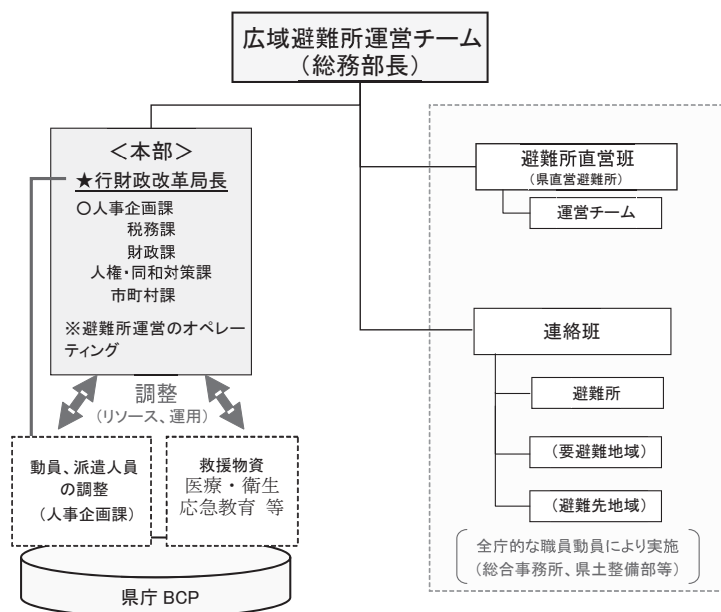 広域避難所運営チーム
(総務部長)
＜本部＞
★行財政改革局長
○人事企画課
税務課
財政課
人権・同和対策課
市町村課
※避難所運営のオペレー
ティング
調整
(リソース、運用)
動員、派遣人員
の調整
(人事企画課)
救援物資
医療・衛生
応急教育 等
県庁 BCP
避難所直営班
(県直営避難所)
運営チーム
連絡班
避難所
(要避難地域)
(避難先地域)
全庁的な職員動員により実施
(総合事務所、県土整備部等)